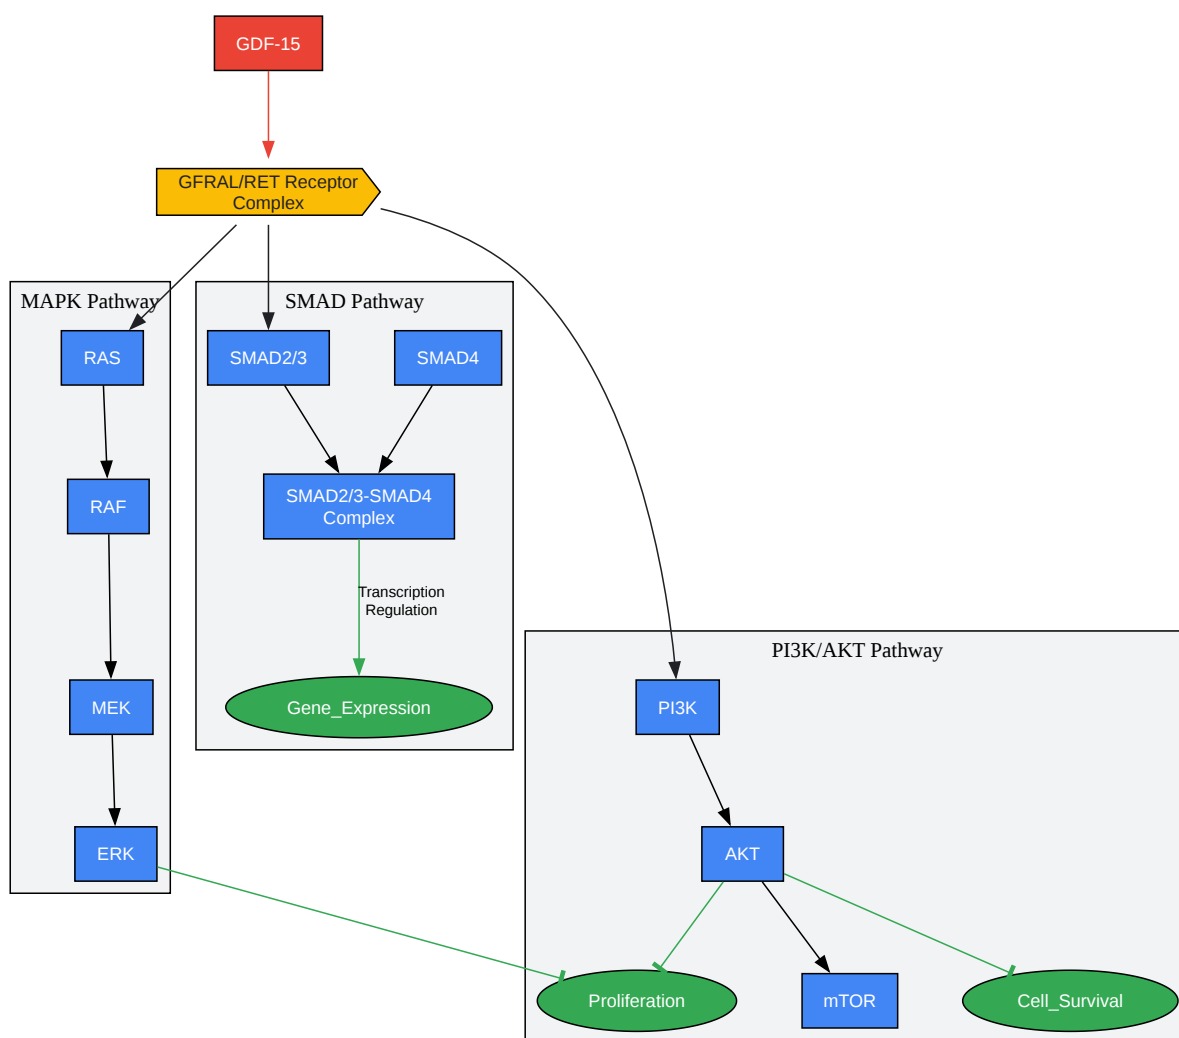 GDF-15
GFRAL/RET Receptor
Complex
MAPK Pathway
SMAD Pathway
RAS
SMAD2/3
SMAD4
SMAD2/3-SMAD4
Complex
RAF
Transcription
Regulation
PI3K/AKT Pathway
MEK
Gene_Expression
PI3K
ERK
AKT
Proliferation
mTOR
Cell_Survival